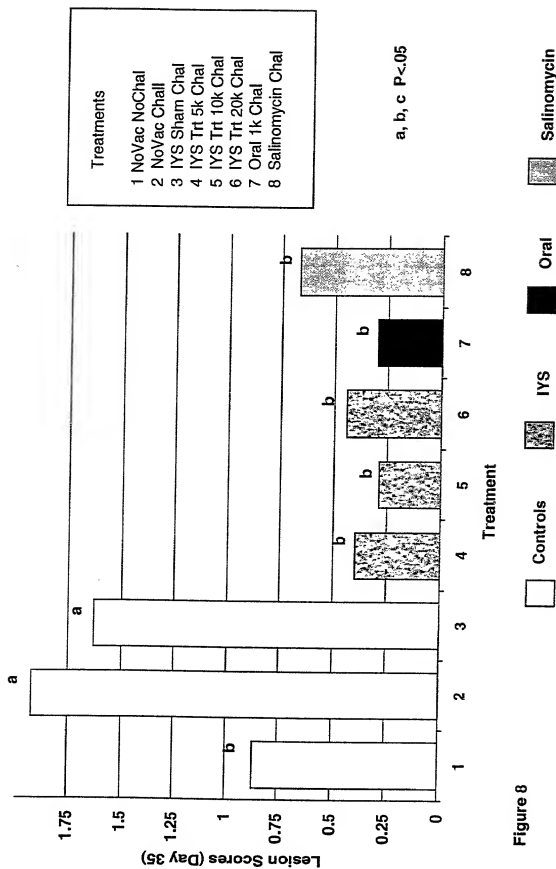 Treatments
1 NoVac NoChal
2 NoVac Chall
3 IYS Sham Chal
4 IYS Trt 5k Chal
5 IYS Trt 10k Chal
6 IYS Trt 20k Chal
7 Oral 1k Chal
8 Salinomycin Chal
a, b, c P<.05
Lesion Scores (Day 35)
1.75
1.5
1.25
1
0.75
0.5
0.25
0
b
a
a
b
b
b
b
b
1
2
3
4
5
6
7
8
Treatment
Controls
IYS
Oral
Salinomycin
Figure 8